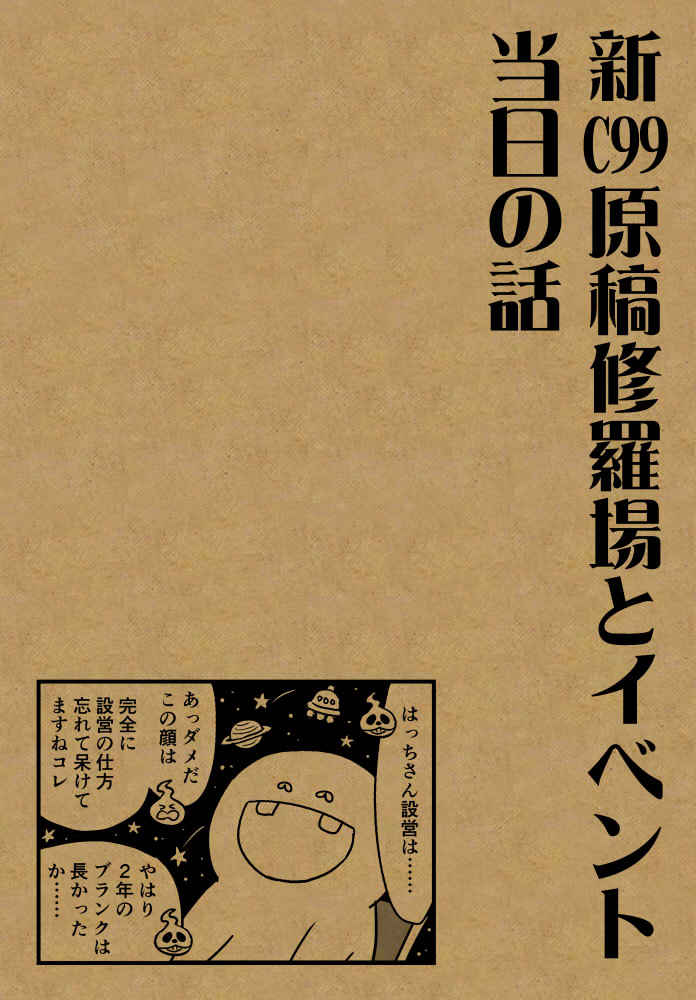 新C99原稿修羅場とイベント
当日の話
はっちさん設営は……
あっダメだ
この顔は
完全に
設営の仕方
忘れて呆けて
ますねコレ
やはり
2年の
ブランクは
長かった
か……